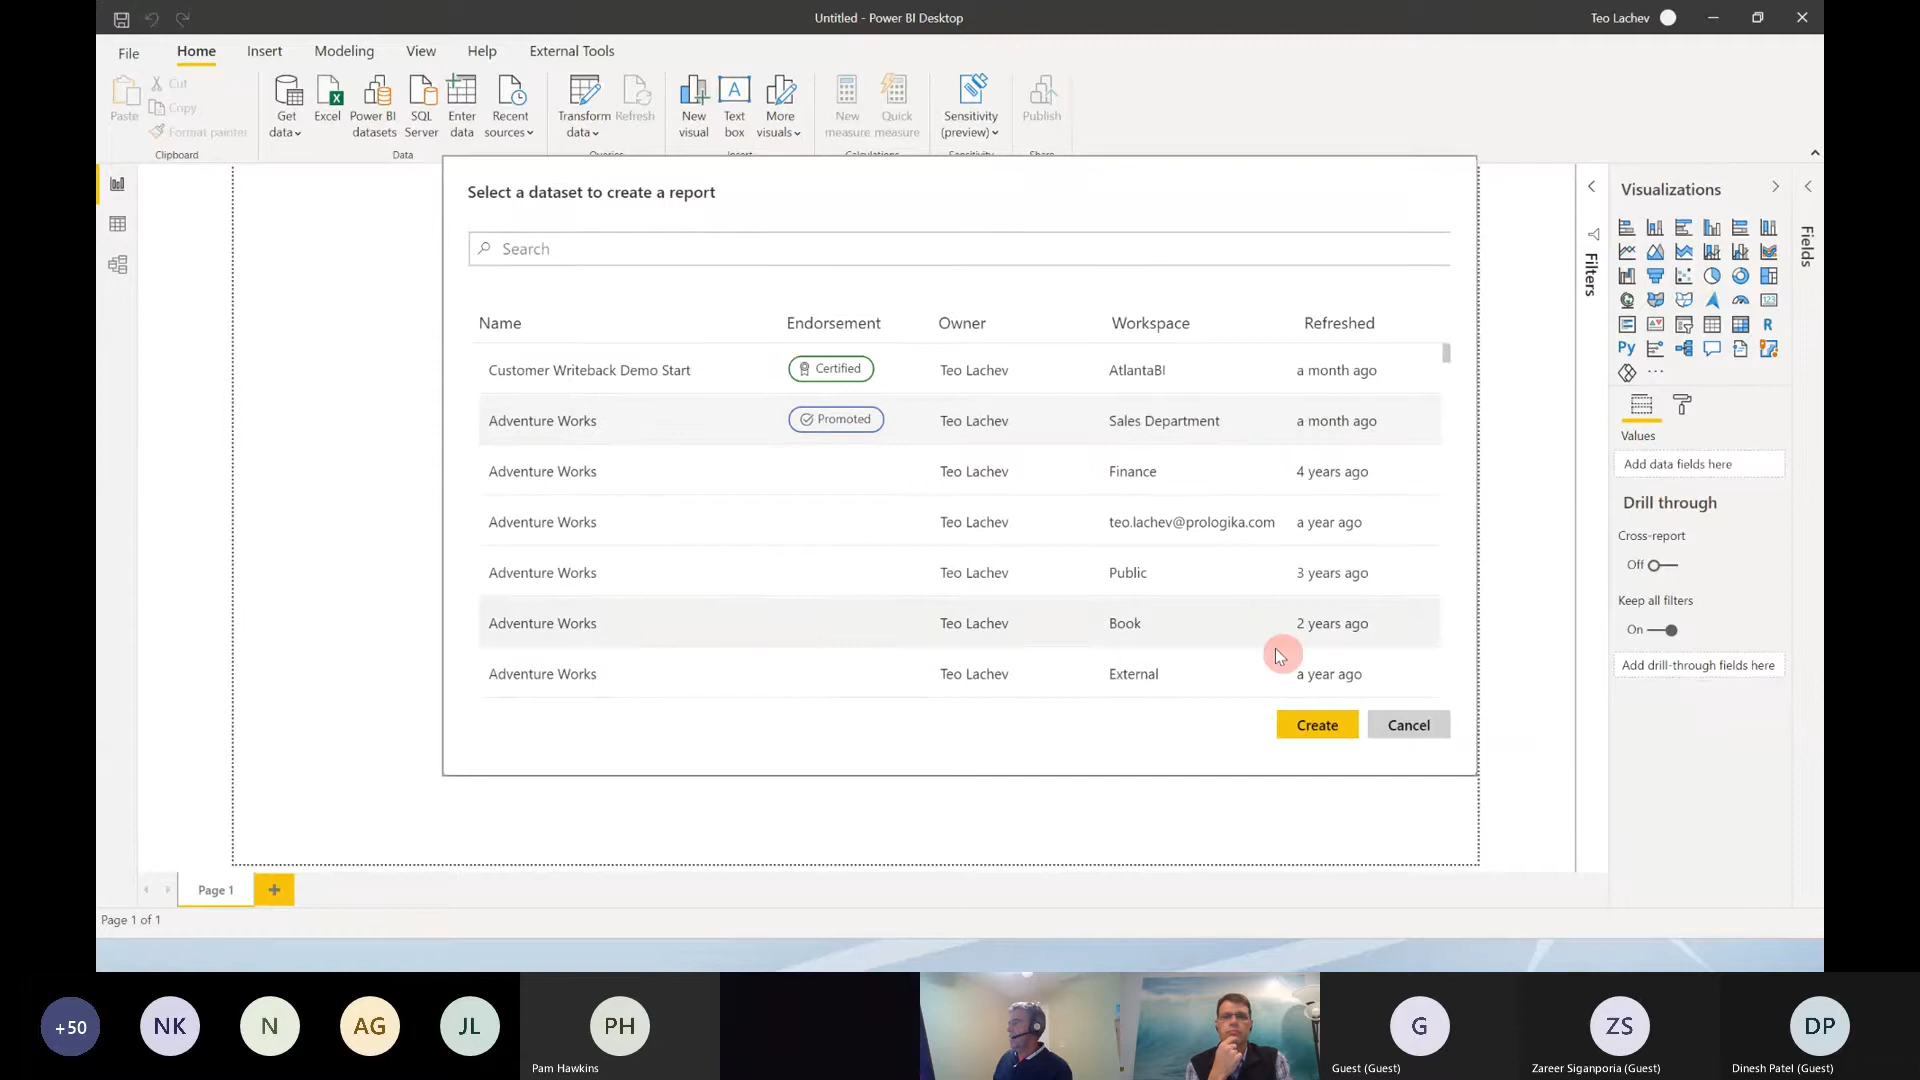 Untitled - Power BI Desktop
Teo Lachev
File Home Insert Modeling View Help External Tools
Paste
Cut
Copy
Format painter
Clipboard
Get data
Excel
Power BI datasets
SQL Server
Enter data
Recent sources
Data
Transform data
Refresh
Queries
New visual
A
Text box
More visuals
Insert
New measure
Quick measure
Calculations
Sensitivity (preview)
Sensitivity
Publish
Share
Select a dataset to create a report
Search
Name Endorsement Owner Workspace Refreshed
Customer Writeback Demo Start Certified Teo Lachev AtlantaBI a month ago
Adventure Works Promoted Teo Lachev Sales Department a month ago
Adventure Works Teo Lachev Finance 4 years ago
Adventure Works Teo Lachev teo.lachev@prologika.com a year ago
Adventure Works Teo Lachev Public 3 years ago
Adventure Works Teo Lachev Book 2 years ago
Adventure Works Teo Lachev External a year ago
Create Cancel
Filters
Visualizations
123
R
Py
Values
Add data fields here
Drill through
Cross-report
Off
Keep all filters
On
Add drill-through fields here
Fields
Page 1
Page 1 of 1
+50
NK
N
AG
JL
PH
Pam Hawkins
G
Guest (Guest)
ZS
Zareer Siganporia (Guest)
DP
Dinesh Patel (Guest)